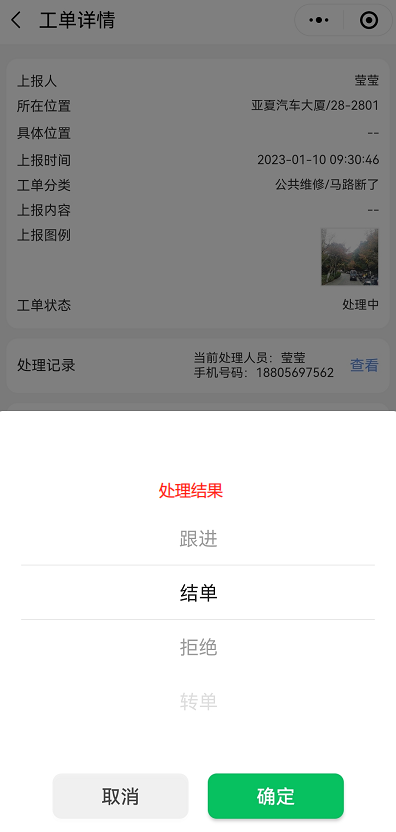 工单详情
上报人 莹莹
所在位置 亚夏汽车大厦/28-2801
具体位置 --
上报时间 2023-01-10 09:30:46
工单分类 公共维修/马路断了
上报内容 --
上报图例
工单状态 处理中
处理记录 当前处理人员：莹莹 查看
手机号码：18805697562
处理结果
跟进
结单
拒绝
转单
取消 确定